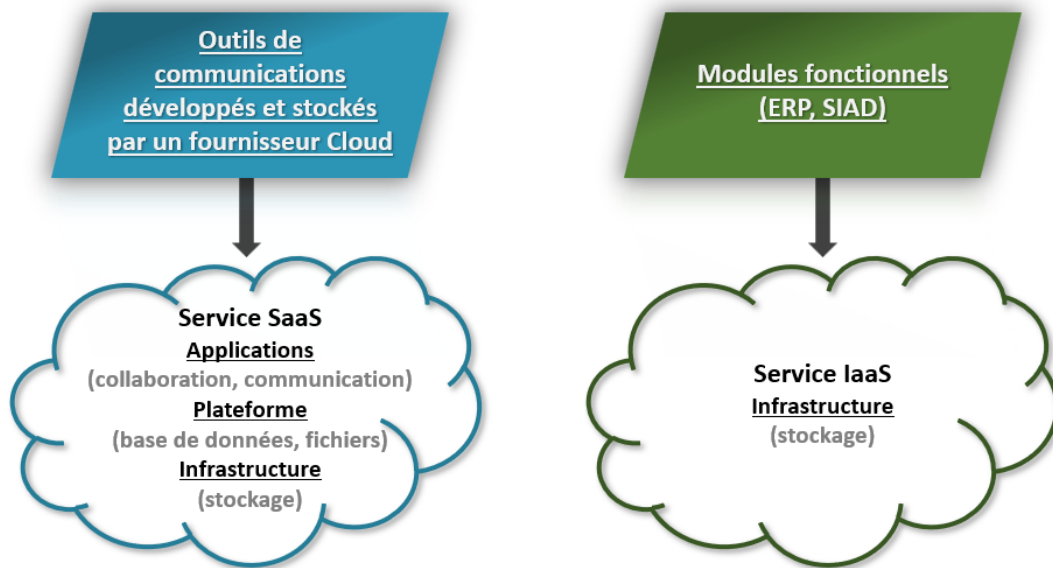 Outils de
communications
développés et stockés
par un fournisseur Cloud
Modules fonctionnels
(ERP, SIAD)
Service SaaS
Applications
(collaboration, communication)
Plateforme
(base de données, fichiers)
Infrastructure
(stockage)
Service IaaS
Infrastructure
(stockage)